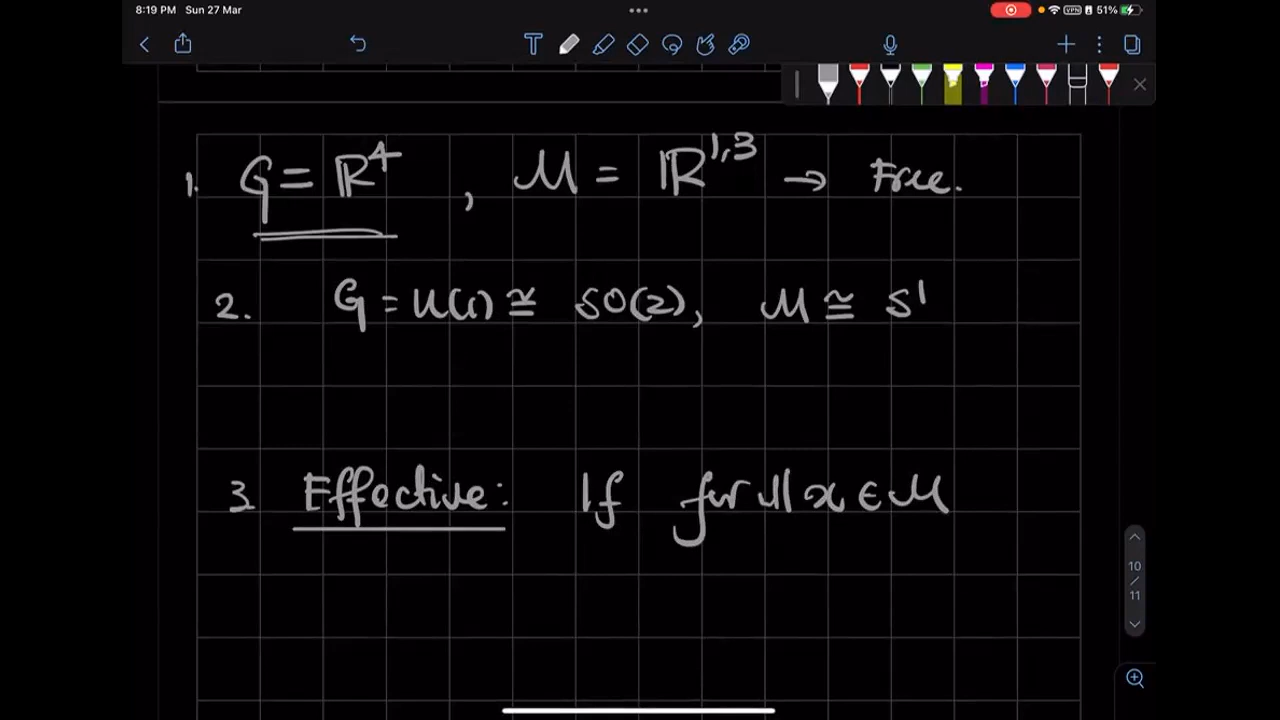 8:19 PM Sun 27 Mar
VPN 51%
1. G = ℝ⁴ , M = ℝ¹,³ → Free.
2. G = U(1) ≅ SO(2), M ≅ S¹
3 Effective: If for all x ∈ M
10
/
11